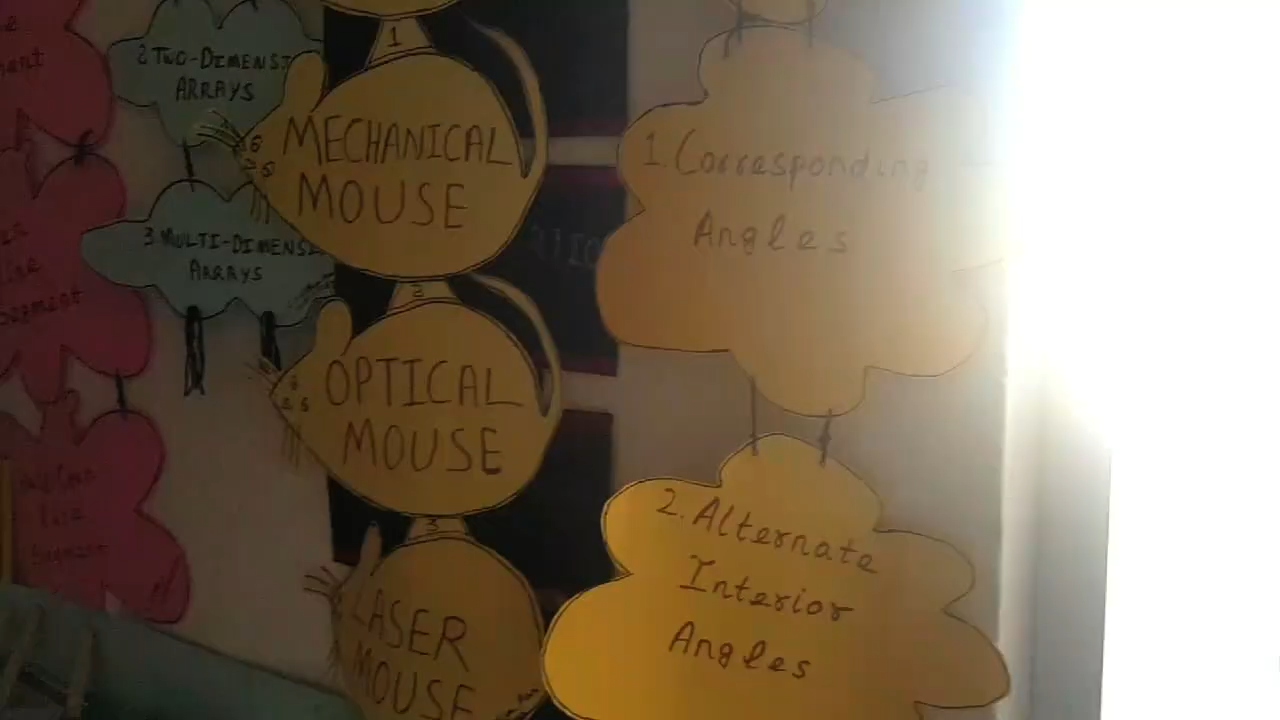 2 TWO-DIMENSI
ARRAYS
3 MULTI-DIMENSI
ARRAYS
1
MECHANICAL
MOUSE
2
OPTICAL
MOUSE
3
LASER
MOUSE
1. Corresponding
Angles
2. Alternate
Interior
Angles